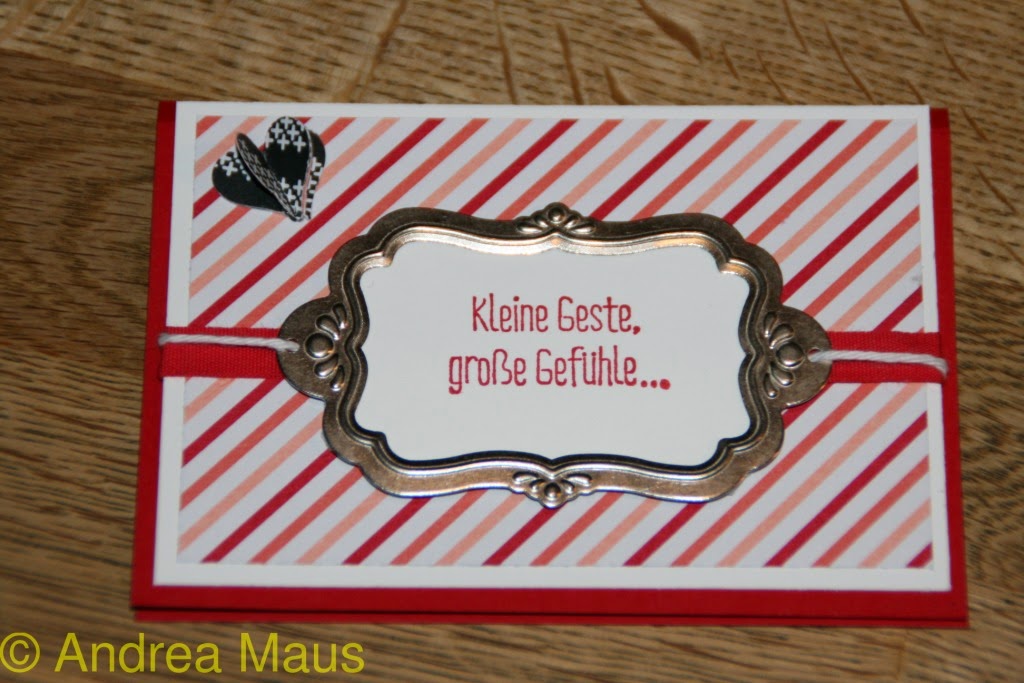 Kleine Geste,
große Gefühle...
© Andrea Maus